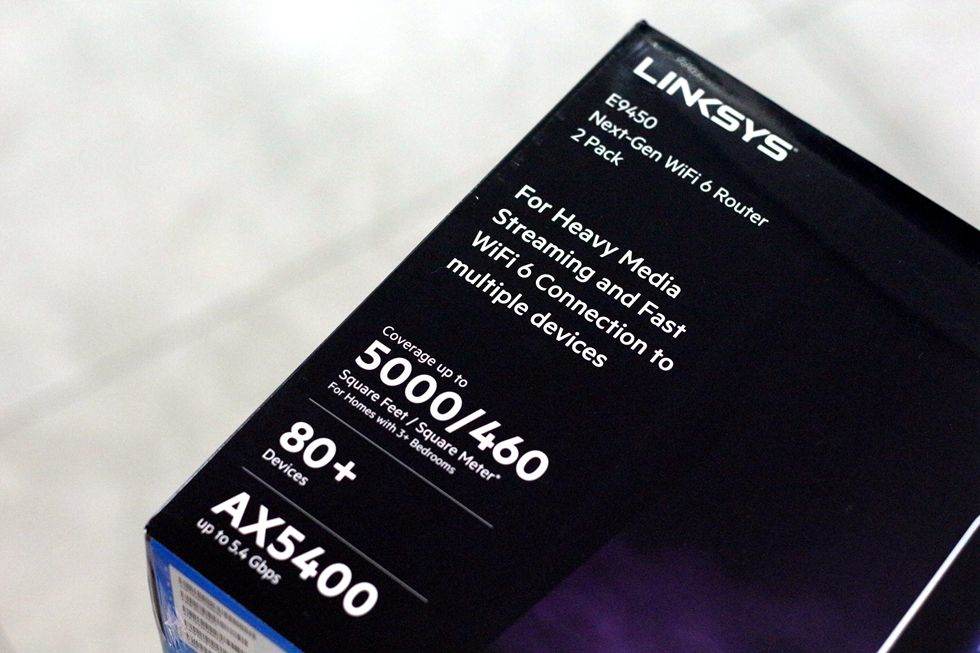 LINKSYS
E9450
Next-Gen WiFi 6 Router
2 Pack
For Heavy Media
Streaming and Fast
WiFi 6 Connection to
multiple devices
Coverage up to
5000/460
Square Feet / Square Meter*
For Homes with 3+ Bedrooms
80+
Devices
AX5400
up to 5.4 Gbps